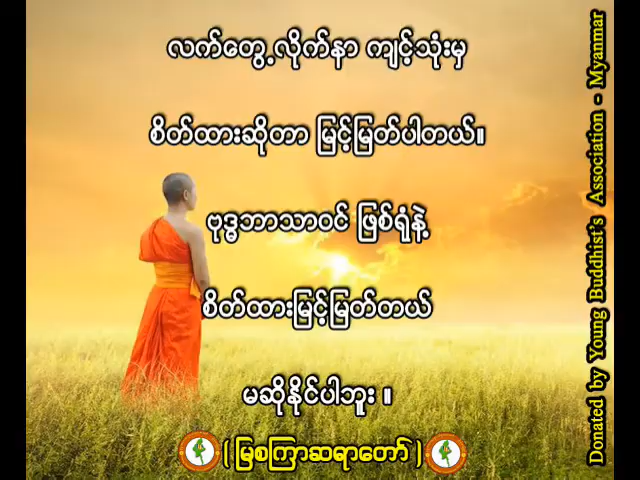 လက်တွေ့လိုက်နာ ကျင့်သုံးမှ
စိတ်ထားဆိုတာ မြင့်မြတ်ပါတယ်။
ဗုဒ္ဓဘာသာဝင် ဖြစ်ရုံနဲ့
စိတ်ထားမြင့်မြတ်တယ်
မဆိုနိုင်ပါဘူး ။
( မြစကြာဆရာတော် )
Donated by Young Buddhist's Association - Myanmar